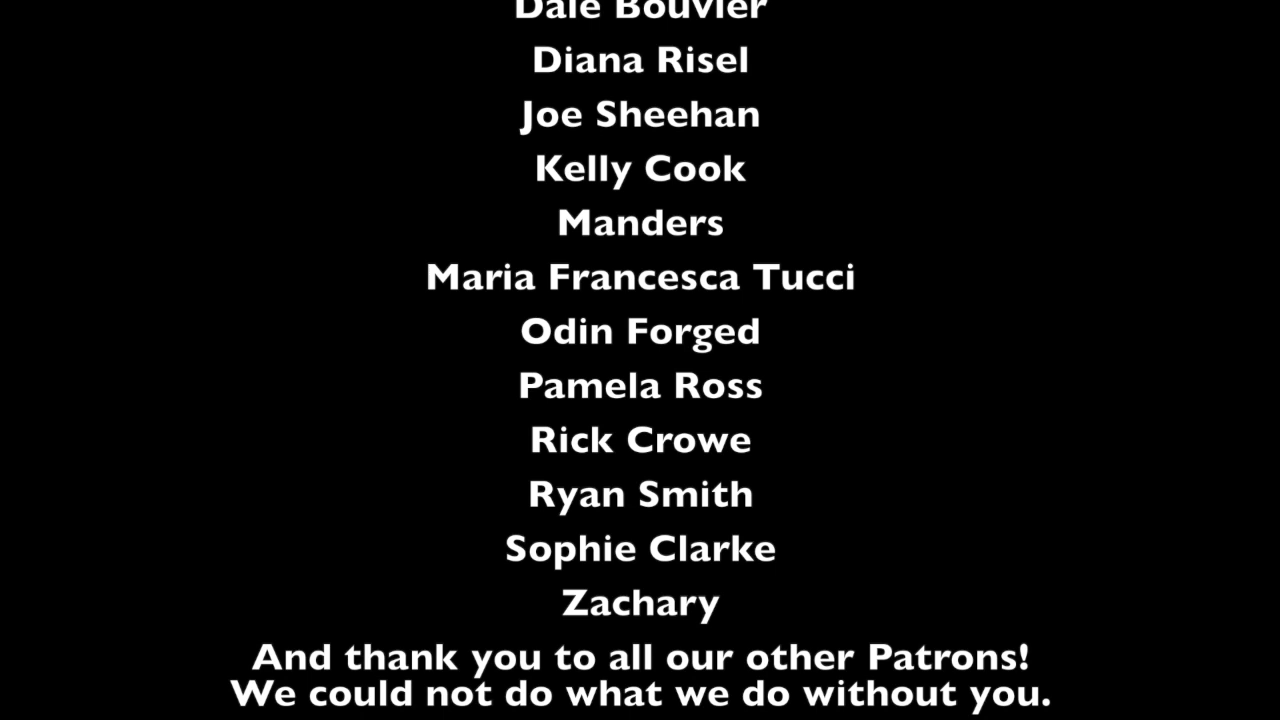 Dale Bouvier
Diana Risel
Joe Sheehan
Kelly Cook
Manders
Maria Francesca Tucci
Odin Forged
Pamela Ross
Rick Crowe
Ryan Smith
Sophie Clarke
Zachary
And thank you to all our other Patrons!
We could not do what we do without you.